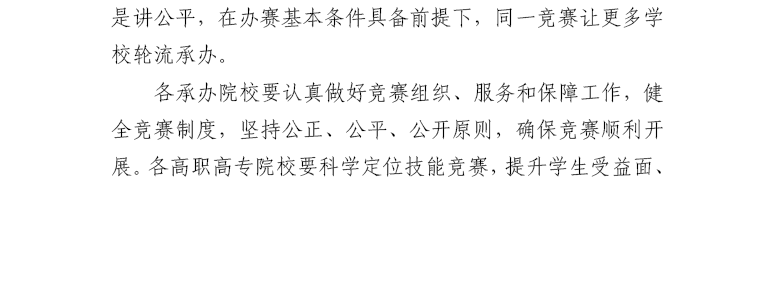 是讲公平，在办赛基本条件具备前提下，同一竞赛让更多学
校轮流承办。
各承办院校要认真做好竞赛组织、服务和保障工作，健
全竞赛制度，坚持公正、公平、公开原则，确保竞赛顺利开
展。各高职高专院校要科学定位技能竞赛，提升学生受益面、